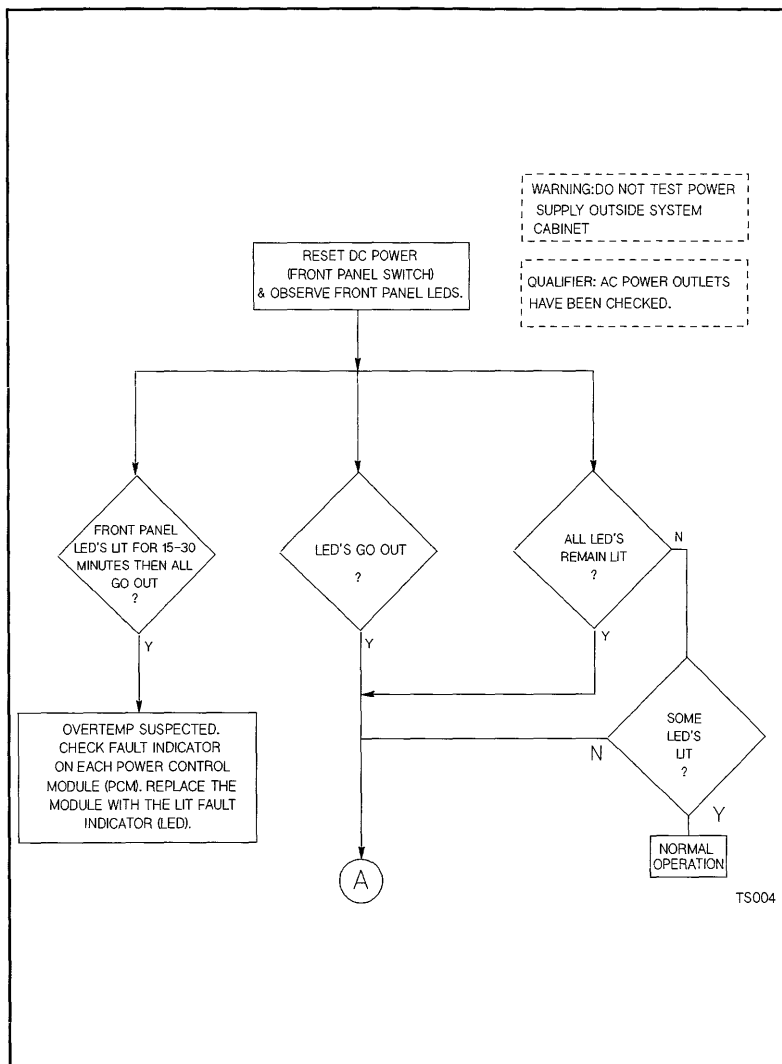 WARNING:DO NOT TEST POWER
SUPPLY OUTSIDE SYSTEM
CABINET
RESET DC POWER
(FRONT PANEL SWITCH)
& OBSERVE FRONT PANEL LEDS.
QUALIFIER: AC POWER OUTLETS
HAVE BEEN CHECKED.
FRONT PANEL
LED'S LIT FOR 15-30
MINUTES THEN ALL
GO OUT
?
Y
LED'S GO OUT
?
Y
ALL LED'S
REMAIN LIT
?
N
Y
OVERTEMP SUSPECTED.
CHECK FAULT INDICATOR
ON EACH POWER CONTROL
MODULE (PCM). REPLACE THE
MODULE WITH THE LIT FAULT
INDICATOR (LED).
SOME
LED'S
LIT
?
N
Y
NORMAL
OPERATION
A
TS004